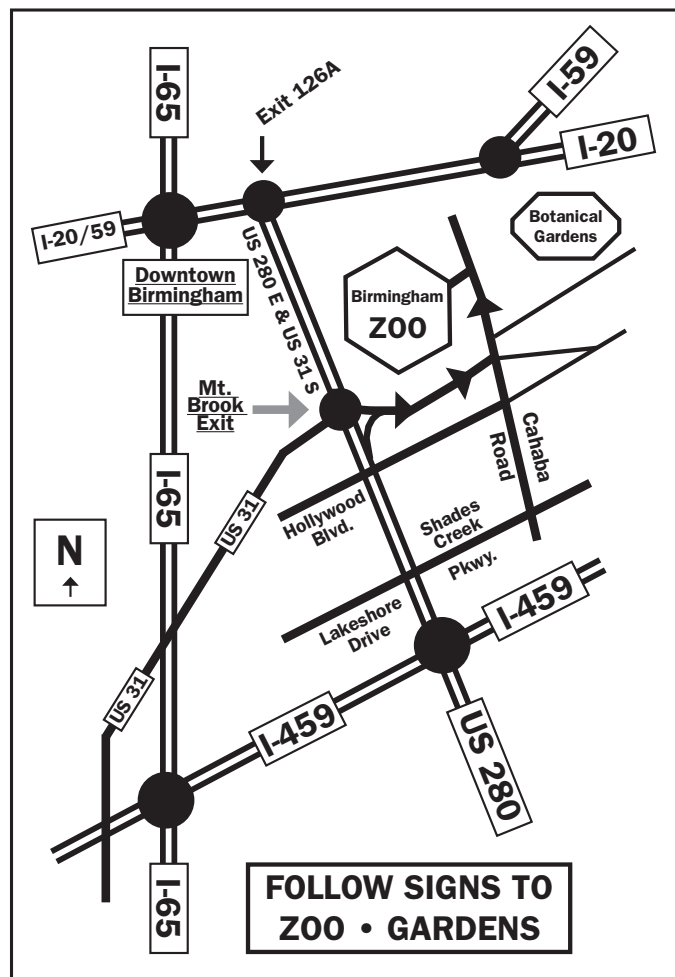 I-65
Exit 126A
I-59
I-20
I-20/59
Downtown
Birmingham
US 280 E & US 31 S
Birmingham
ZOO
Botanical
Gardens
Mt.
Brook
Exit
I-65
US 31
Hollywood
Blvd.
Road
Cahaba
Shades
Creek
Pkwy.
N
Lakeshore
Drive
I-459
US 31
I-459
US 280
I-65
FOLLOW SIGNS TO
ZOO • GARDENS